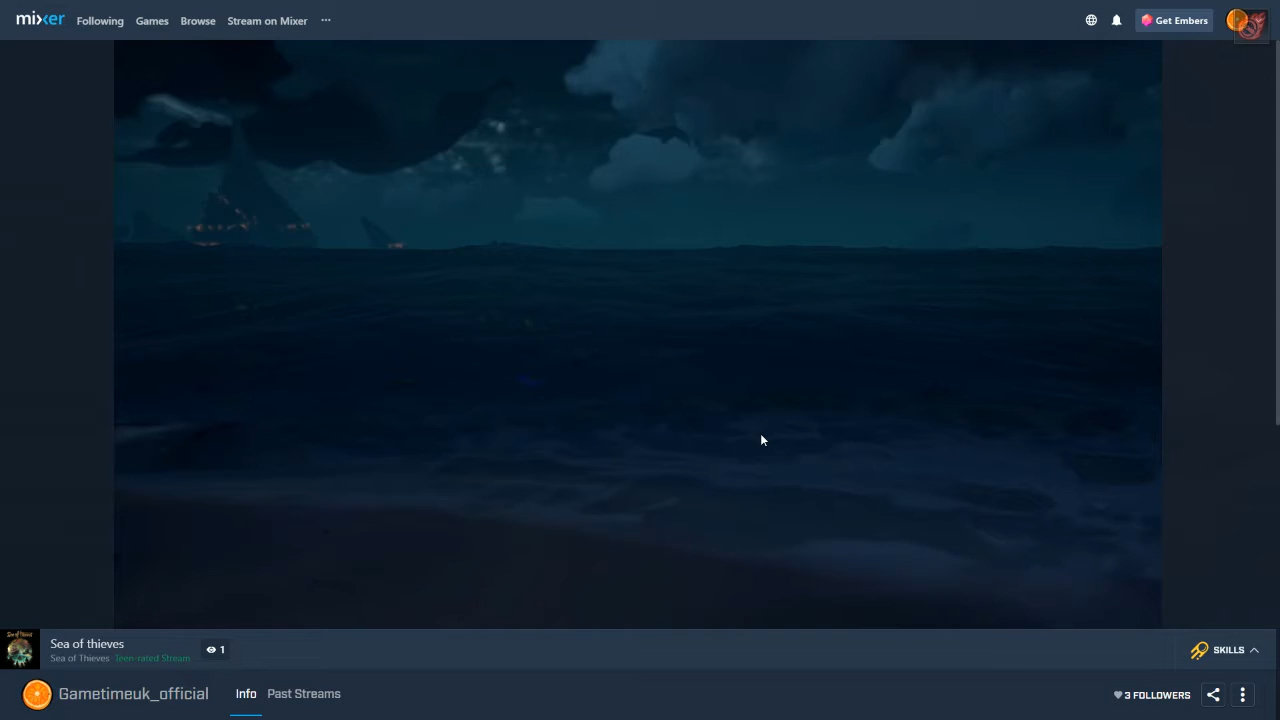 mixer Following Games Browse Stream on Mixer ··· Get Embers
Sea of thieves
Sea of Thieves Teen-rated Stream
1
SKILLS
Gametimeuk_official Info Past Streams
3 FOLLOWERS